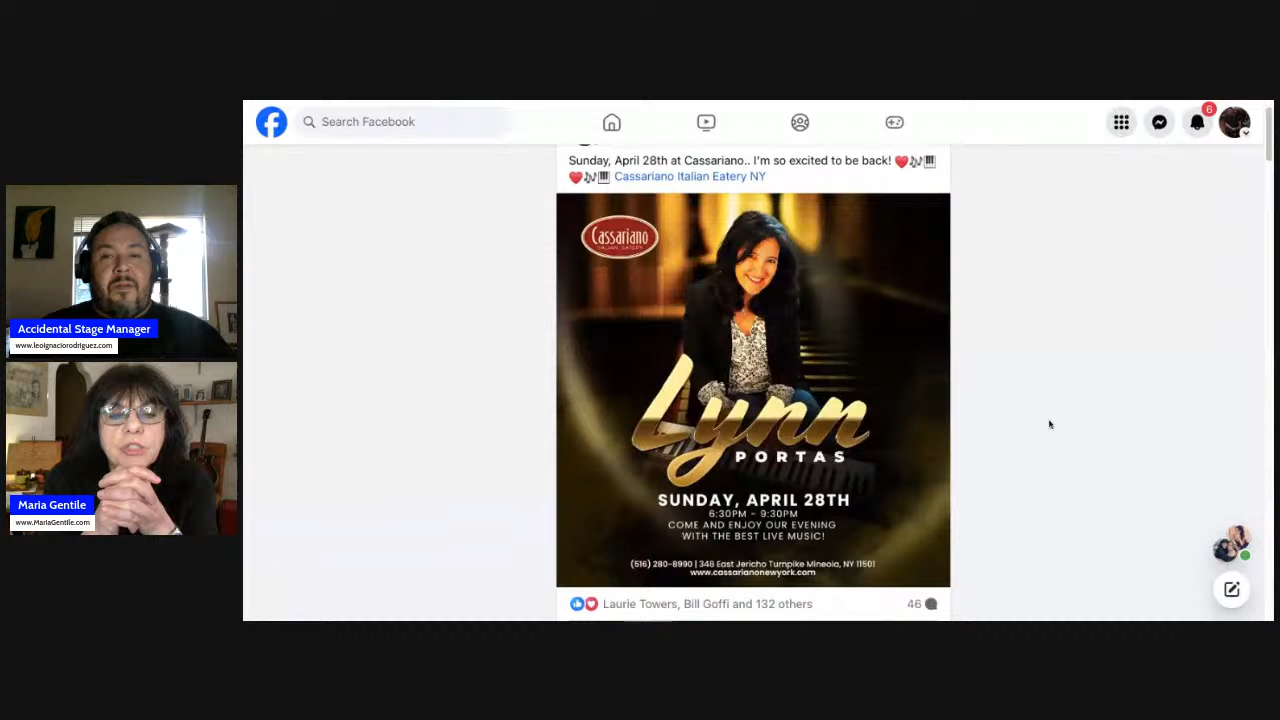 Search Facebook
6
Sunday, April 28th at Cassariano.. I'm so excited to be back! ❤️🎶🎹
❤️🎶🎹 Cassariano Italian Eatery NY
Cassariano
ITALIAN EATERY
Lynn
PORTAS
SUNDAY, APRIL 28TH
6:30PM - 9:30PM
COME AND ENJOY OUR EVENING
WITH THE BEST LIVE MUSIC!
(516) 280-8990 | 348 East Jericho Turnpike Mineola, NY 11501
www.cassarianonewyork.com
Laurie Towers, Bill Goffi and 132 others
46
Accidental Stage Manager
www.leoignaciorodriguez.com
Maria Gentile
www.MariaGentile.com